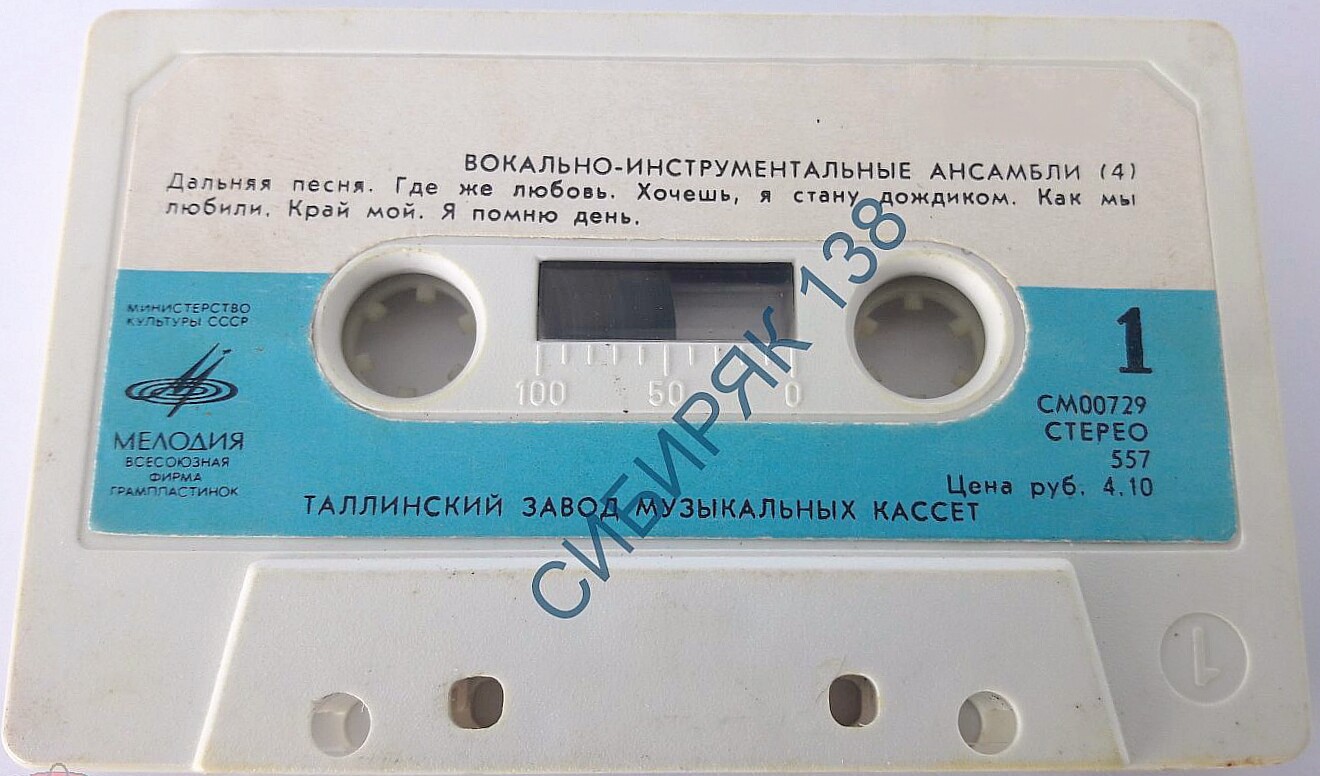 ВОКАЛЬНО-ИНСТРУМЕНТАЛЬНЫЕ АНСАМБЛИ (4)
Дальняя песня. Где же любовь. Хочешь, я стану дождиком. Как мы
любили. Край мой. Я помню день.
МИНИСТЕРСТВО
КУЛЬТУРЫ СССР
МЕЛОДИЯ
ВСЕСОЮЗНАЯ
ФИРМА
ГРАМПЛАСТИНОК
100 50 0
1
СМ00729
СТЕРЕО
557
Цена руб. 4.10
ТАЛЛИНСКИЙ ЗАВОД МУЗЫКАЛЬНЫХ КАССЕТ
СИБИРЯК 138
1